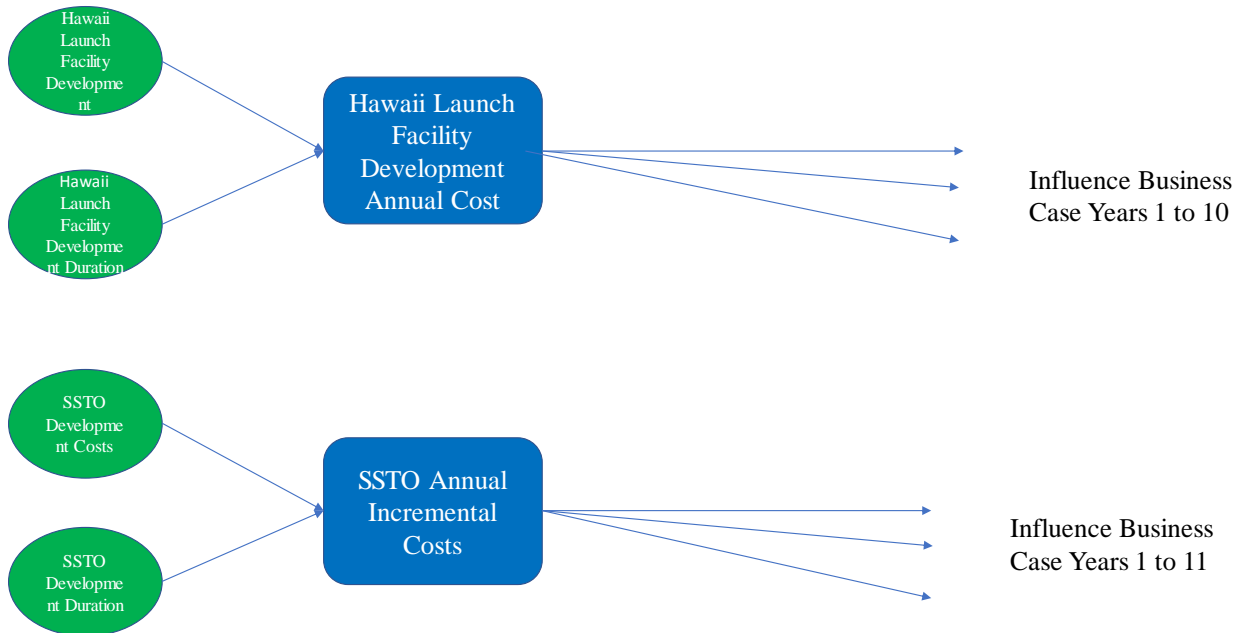 Hawaii
Launch
Facility
Developme
nt
Hawaii
Launch
Facility
Developme
nt Duration
Hawaii Launch
Facility
Development
Annual Cost
Influence Business
Case Years 1 to 10
SSTO
Developme
nt Costs
SSTO
Developme
nt Duration
SSTO Annual
Incremental
Costs
Influence Business
Case Years 1 to 11